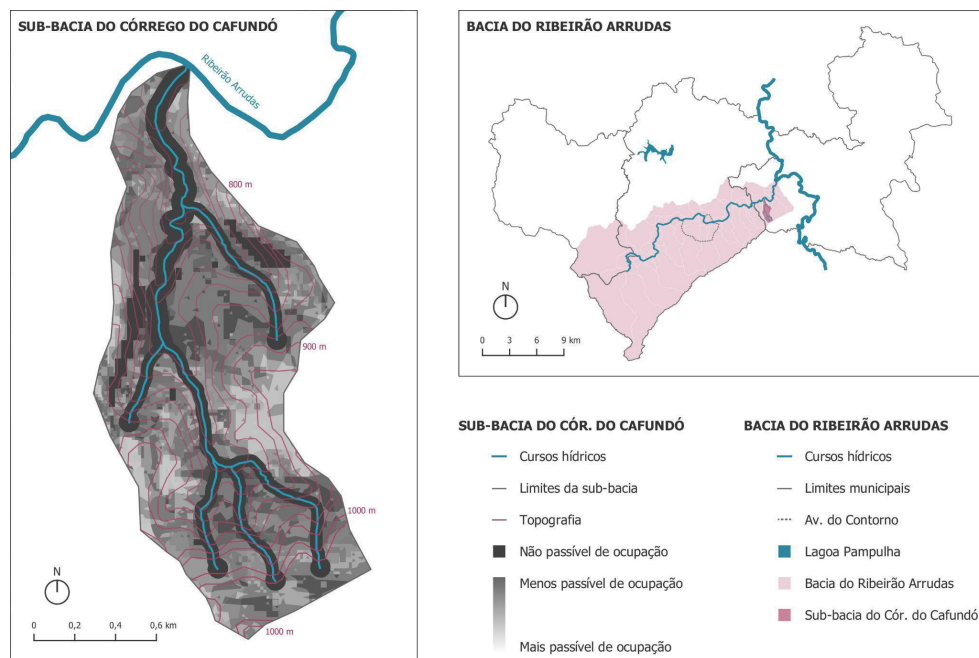 SUB-BACIA DO CÓRREGO DO CAFUNDÓ
Ribeirão Arrudas
800 m
900 m
1000 m
1000 m
N
0 0,2 0,4 0,6 km
BACIA DO RIBEIRÃO ARRUDAS
N
0 3 6 9 km
SUB-BACIA DO CÓR. DO CAFUNDÓ
Cursos hídricos
Limites da sub-bacia
Topografia
Não passível de ocupação
Menos passível de ocupação
Mais passível de ocupação
BACIA DO RIBEIRÃO ARRUDAS
Cursos hídricos
Limites municipais
Av. do Contorno
Lagoa Pampulha
Bacia do Ribeirão Arrudas
Sub-bacia do Cór. do Cafundó